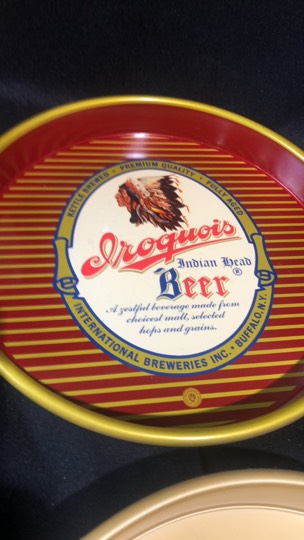 KETTLE BREWED • PREMIUM QUALITY • FULLY AGED
Iroquois
Indian Head
Beer®
A zestful beverage made from
choicest malt, selected
hops and grains.
INTERNATIONAL BREWERIES INC. • BUFFALO, N.Y.